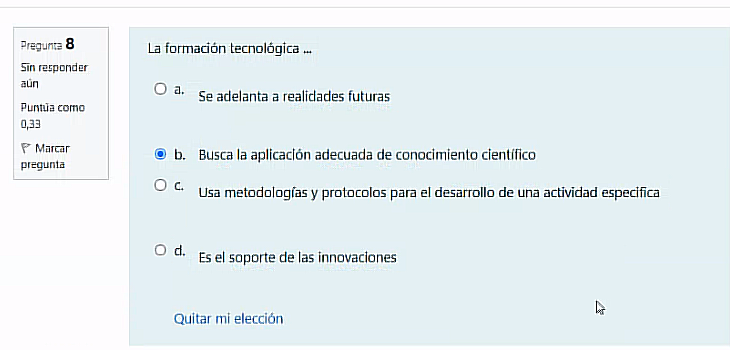 Pregunta 8
Sin responder
aún
Puntúa como
0,33
Marcar
pregunta
La formación tecnológica ...
a. Se adelanta a realidades futuras
b. Busca la aplicación adecuada de conocimiento científico
c. Usa metodologías y protocolos para el desarrollo de una actividad especifica
d. Es el soporte de las innovaciones
Quitar mi elección